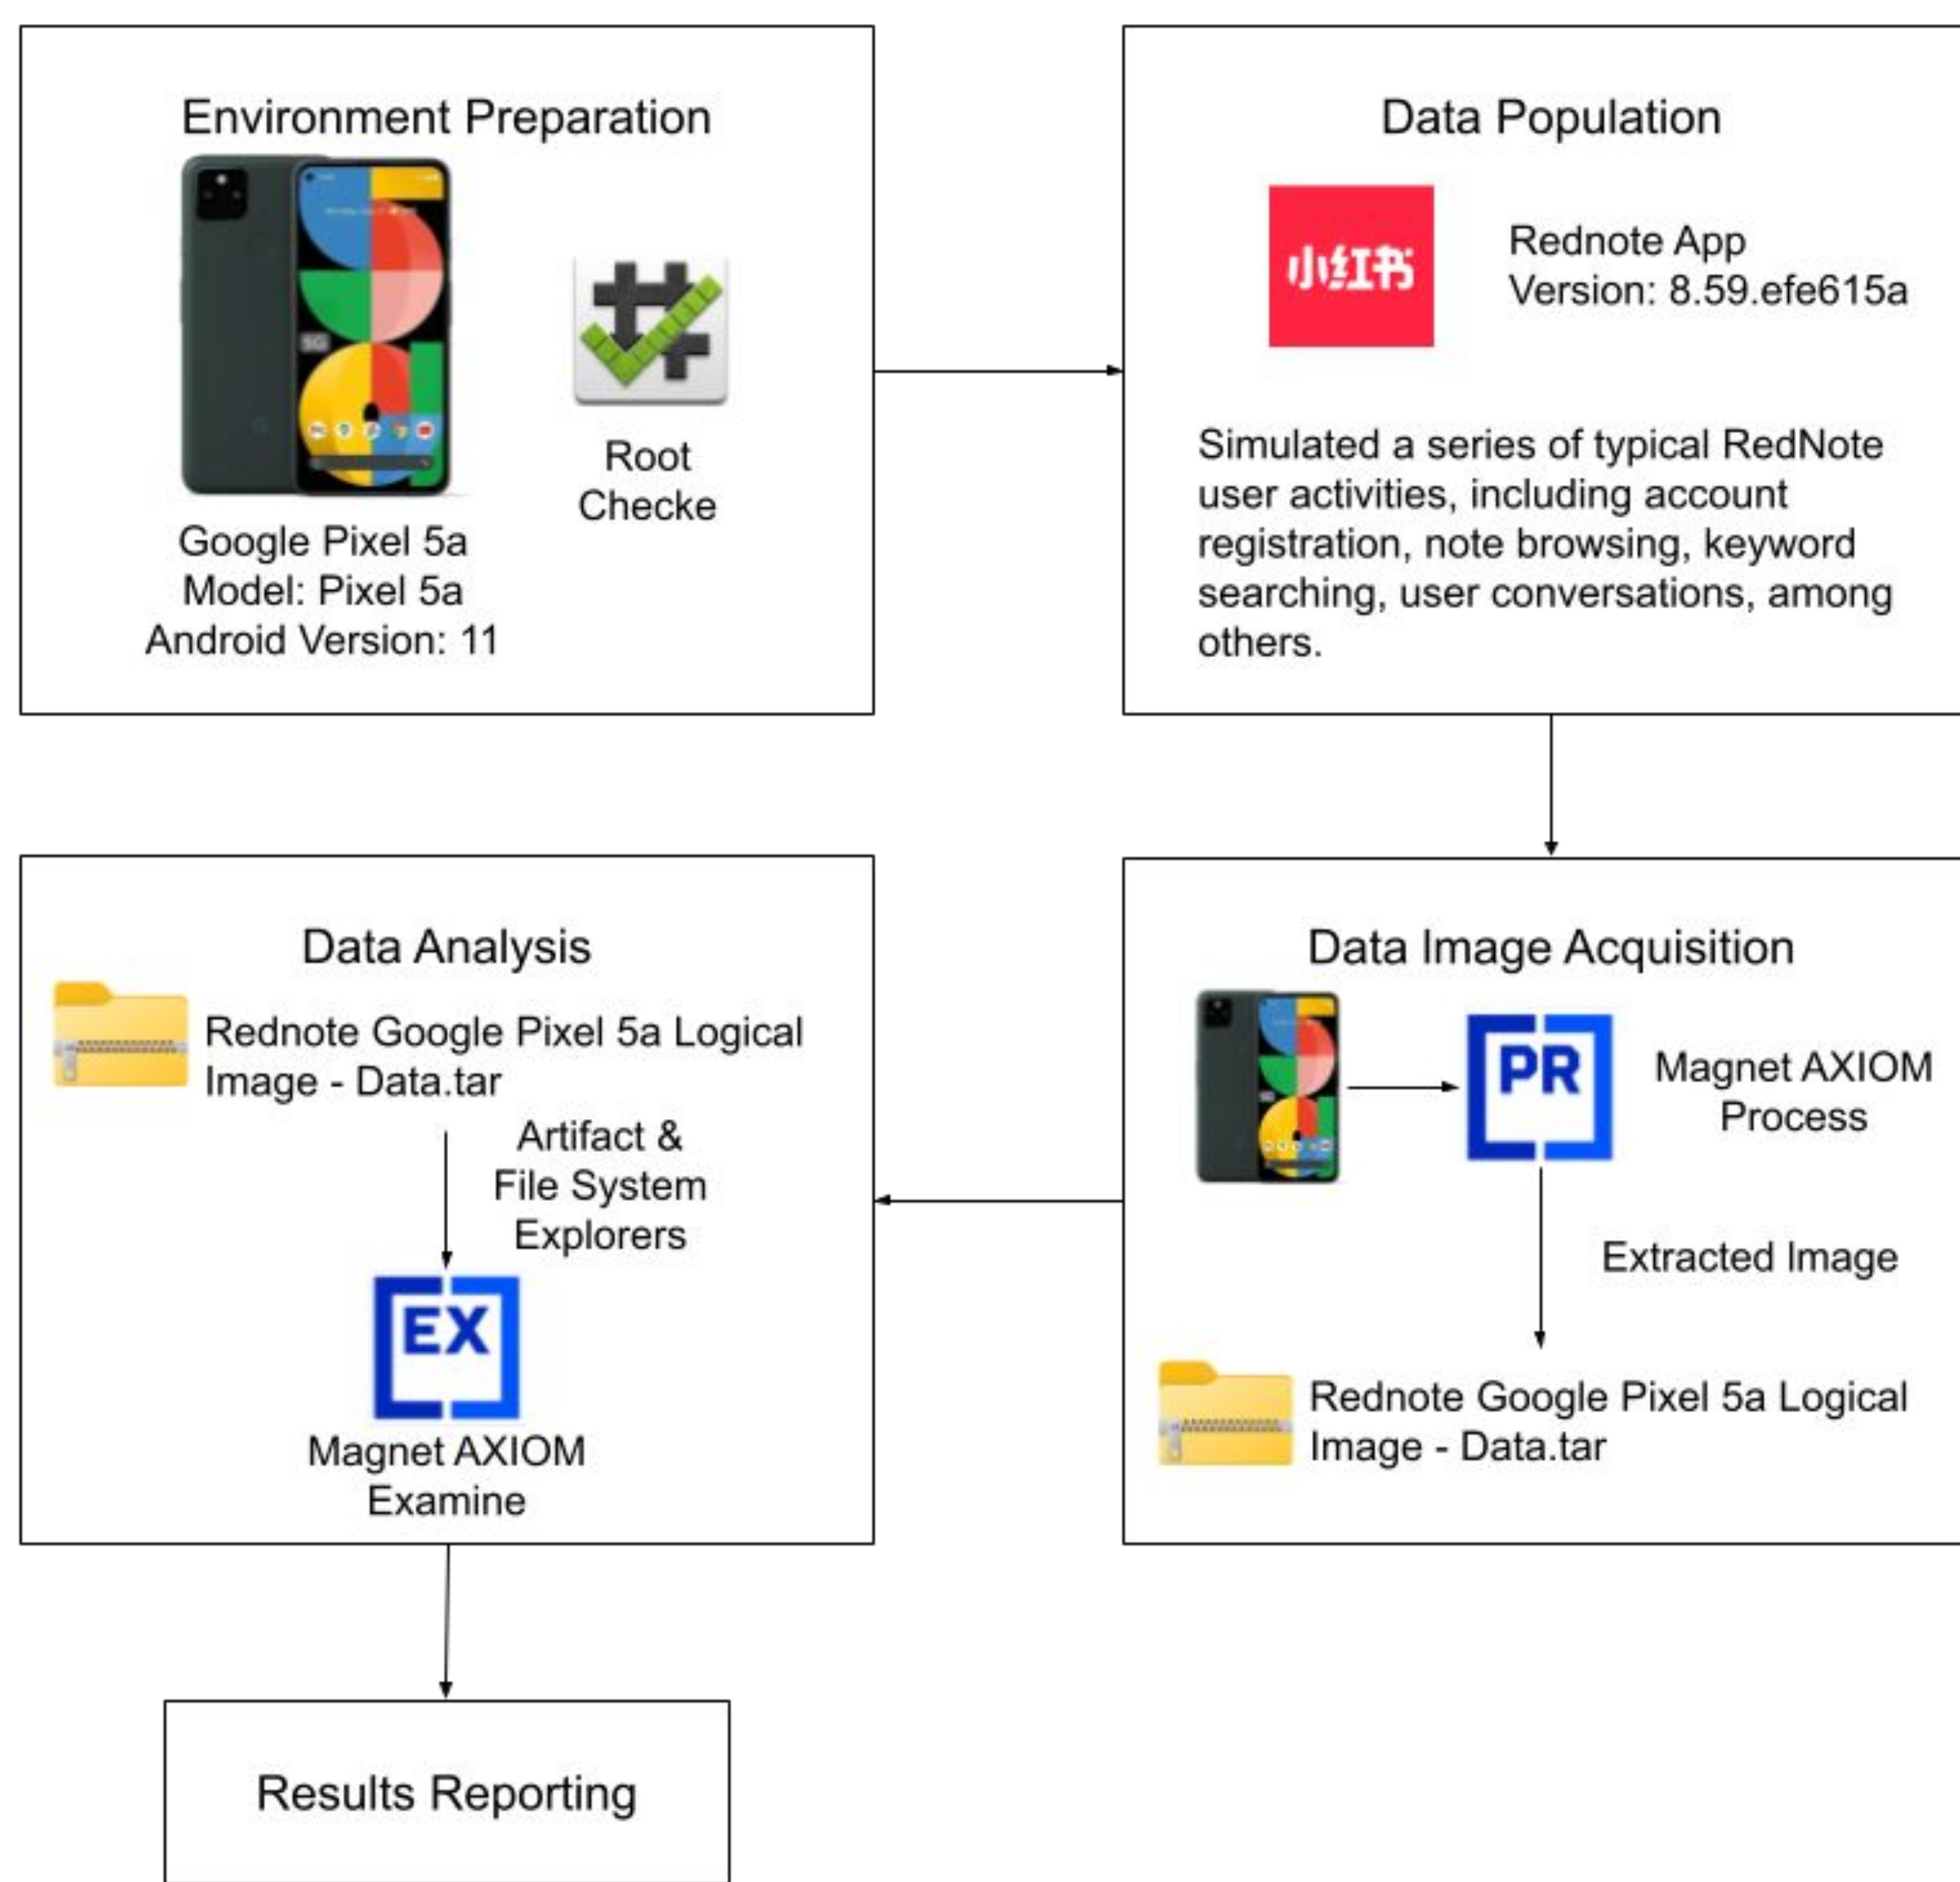 Environment Preparation
5G
Root
Checke
Google Pixel 5a
Model: Pixel 5a
Android Version: 11
Data Population
小红书
Rednote App
Version: 8.59.efe615a
Simulated a series of typical RedNote
user activities, including account
registration, note browsing, keyword
searching, user conversations, among
others.
Data Image Acquisition
PR
Magnet AXIOM
Process
Extracted Image
Rednote Google Pixel 5a Logical
Image - Data.tar
Data Analysis
Rednote Google Pixel 5a Logical
Image - Data.tar
Artifact &
File System
Explorers
EX
Magnet AXIOM
Examine
Results Reporting